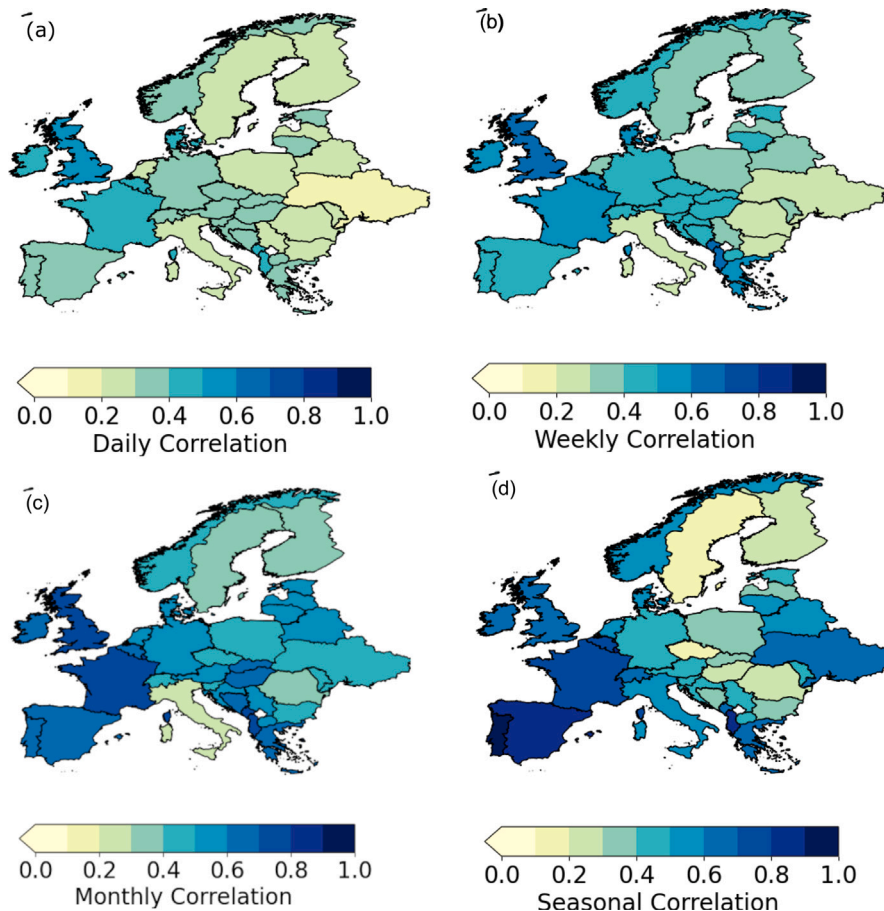 (a)
(b)
0.0 0.2 0.4 0.6 0.8 1.0
Daily Correlation
0.0 0.2 0.4 0.6 0.8 1.0
Weekly Correlation
(c)
(d)
0.0 0.2 0.4 0.6 0.8 1.0
Monthly Correlation
0.0 0.2 0.4 0.6 0.8 1.0
Seasonal Correlation